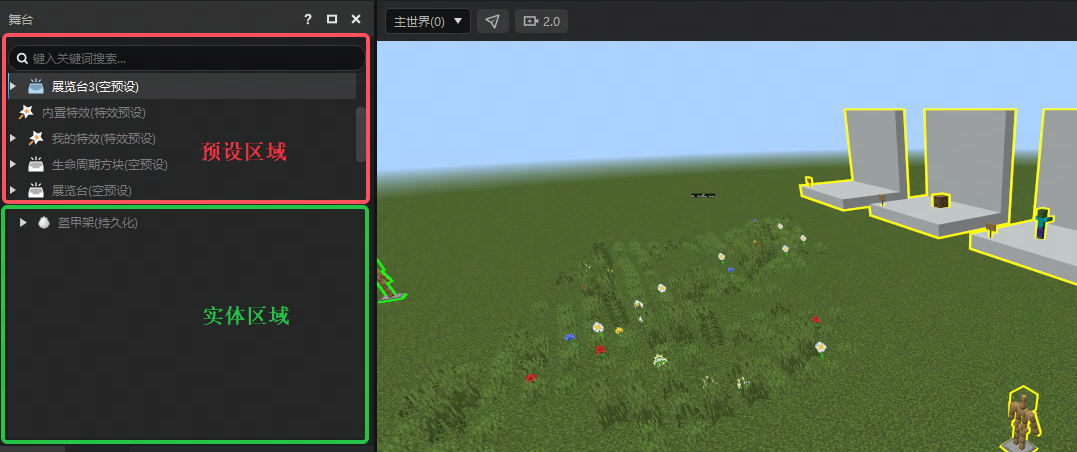 舞台
?
主世界(0)
2.0
键入关键词搜索...
展览台3(空预设)
内置特效(特效预设)
我的特效(特效预设)
预设区域
生命周期方块(空预设)
展览台(空预设)
盔甲架(持久化)
实体区域